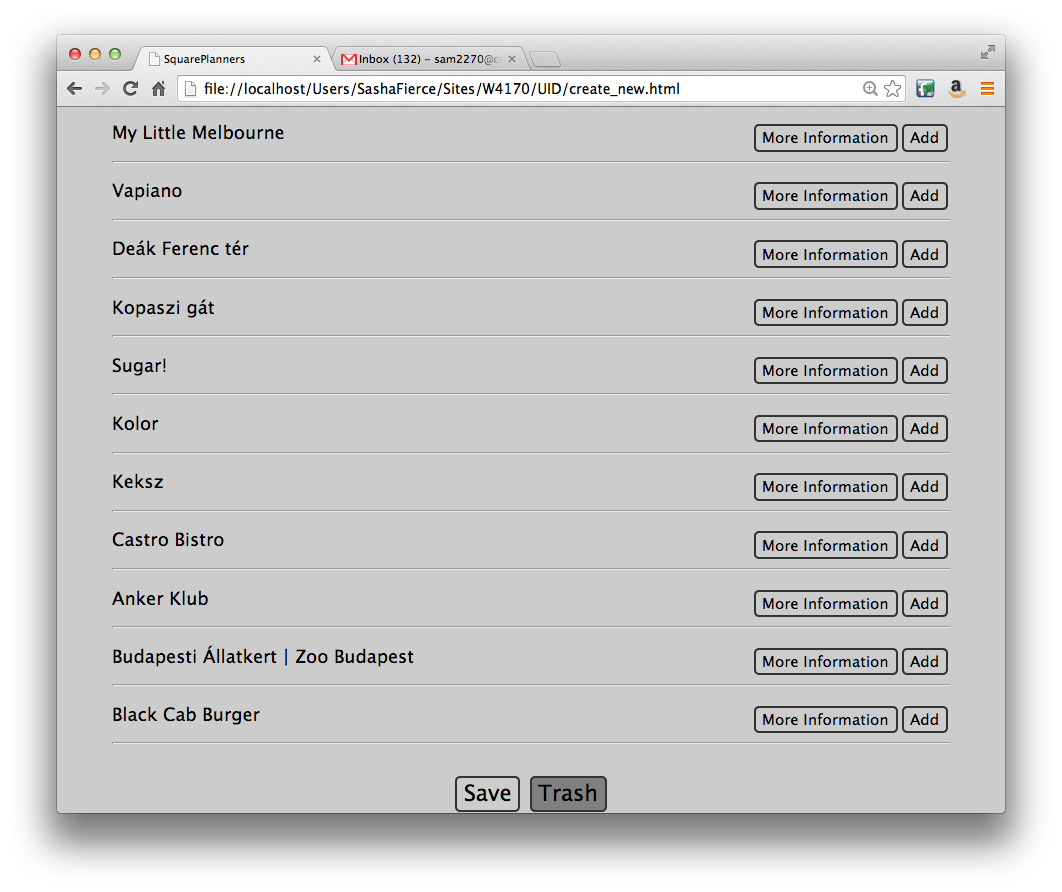 SquarePlanners
Inbox (132) – sam2270@c
file://localhost/Users/SashaFierce/Sites/W4170/UID/create_new.html
My Little Melbourne More Information Add
Vapiano More Information Add
Deák Ferenc tér More Information Add
Kopaszi gát More Information Add
Sugar! More Information Add
Kolor More Information Add
Keksz More Information Add
Castro Bistro More Information Add
Anker Klub More Information Add
Budapesti Állatkert | Zoo Budapest More Information Add
Black Cab Burger More Information Add
Save Trash